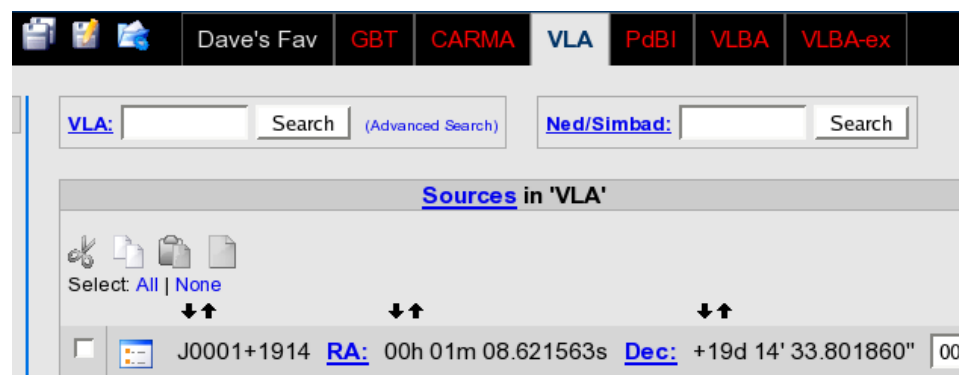 Dave's Fav GBT CARMA VLA PdBI VLBA VLBA-ex
VLA: Search (Advanced Search) Ned/Simbad: Search
Sources in 'VLA'
Select: All | None
J0001+1914 RA: 00h 01m 08.621563s Dec: +19d 14' 33.801860" 00